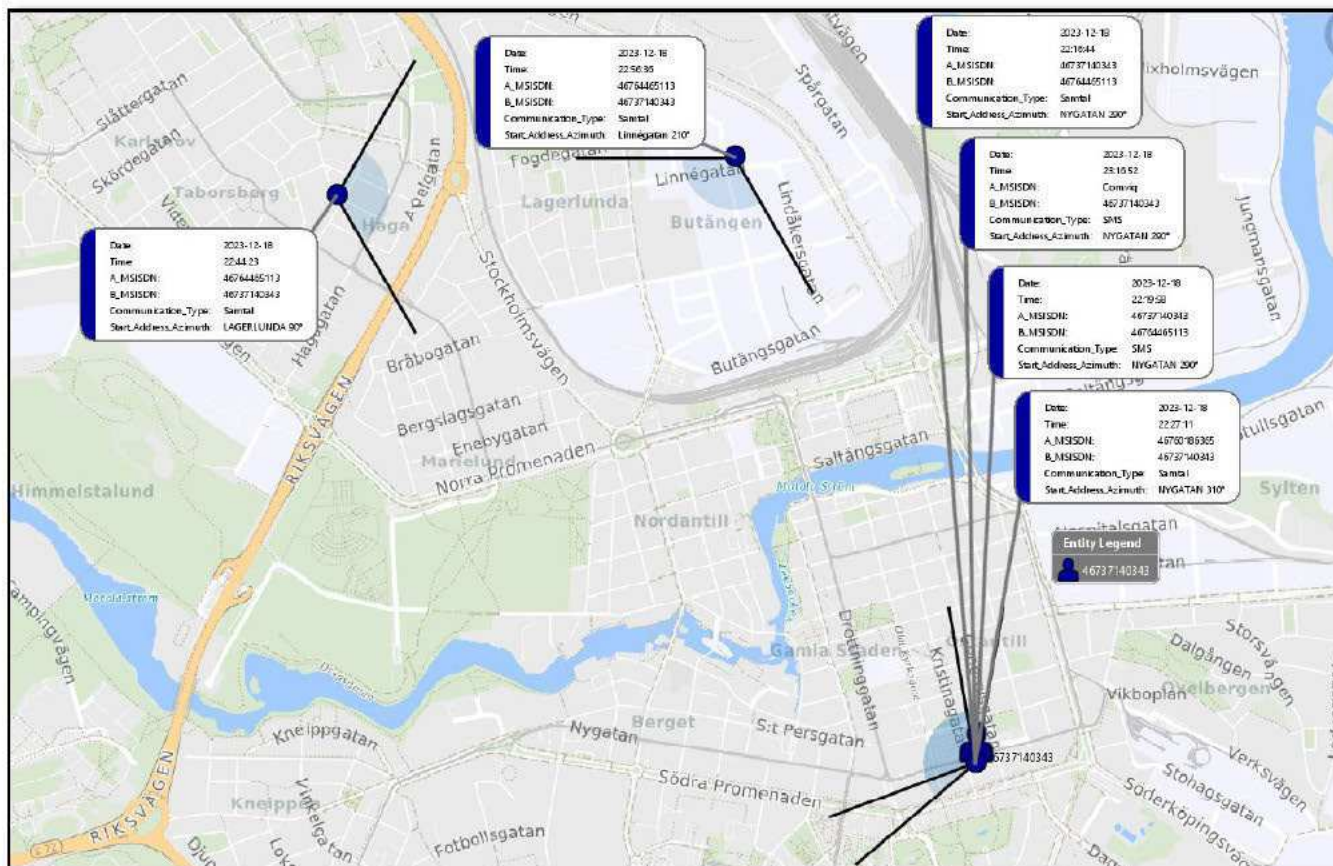 Date: 2023-12-18
Time: 22:56:36
A_MSISDN: 46764465113
B_MSISDN: 46737140343
Communication_Type: Samtal
Start_Address_Azimuth: Linnégatan 210°
Date: 2023-12-18
Time: 22:16:44
A_MSISDN: 46737140343
B_MSISDN: 46764465113
Communication_Type: Samtal
Start_Address_Azimuth: NYGATAN 290°
Date: 2023-12-18
Time: 23:16:52
A_MSISDN: Comviq
B_MSISDN: 46737140343
Communication_Type: SMS
Start_Address_Azimuth: NYGATAN 290°
Date: 2023-12-18
Time: 22:44:23
A_MSISDN: 46764465113
B_MSISDN: 46737140343
Communication_Type: Samtal
Start_Address_Azimuth: LAGERLUNDA 90°
Date: 2023-12-18
Time: 22:19:58
A_MSISDN: 46737140343
B_MSISDN: 46764465113
Communication_Type: SMS
Start_Address_Azimuth: NYGATAN 290°
Date: 2023-12-18
Time: 22:27:11
A_MSISDN: 46760186365
B_MSISDN: 46737140343
Communication_Type: Samtal
Start_Address_Azimuth: NYGATAN 310°
Entity Legend
46737140343
46737140343
Slåttergatan
Skördegatan
Taborsberg
Haga
Hagagatan
Bråbogatan
Bergslagsgatan
Enebygatan
Marielund
Norra Promenaden
Stockholmsvägen
Fogdegatan
Lagerlunda
Linnégatan
Butängen
Lindåkersgatan
Butängsgatan
Spårgatan
Jungmansgatan
Saltängsgatan
Motala Ström
Nordantill
Sylten
RIKSVÄGEN
Himmelstalund
RIKSVÄGEN
E 22
Kneippgatan
Kneippen
Nygatan
Berget
S:t Persgatan
Södra Promenaden
Fotbollsgatan
Drottninggatan
Gamla Staden
Kristinagatan
Vikboplan
Dalgången
Storsvägen
Verksvägen
Stohagsgatan
Söderköpingsvägen